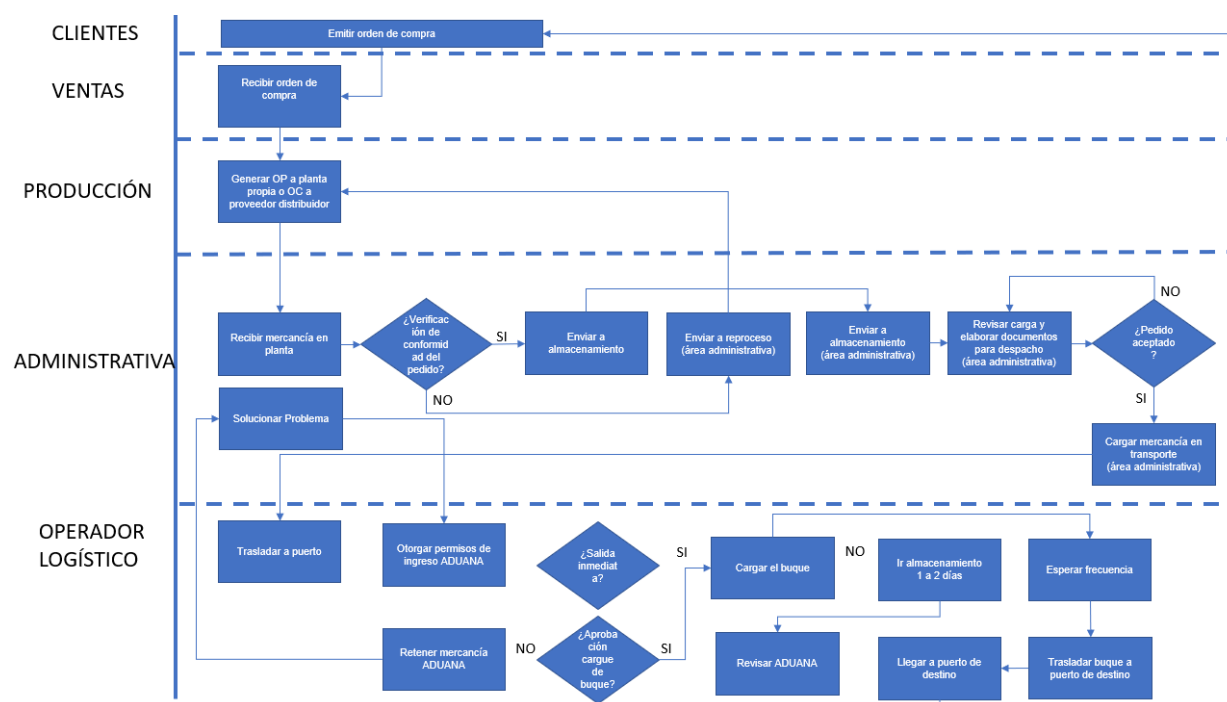 CLIENTES
Emitir orden de compra
VENTAS
Recibir orden de
compra
PRODUCCIÓN
Generar OP a planta
propia o OC a
proveedor distribuidor
ADMINISTRATIVA
Recibir mercancía en
planta
¿Verificac
ión de
conformid
ad del
pedido?
SI
NO
Enviar a
almacenamiento
Enviar a reproceso
(área administrativa)
Enviar a
almacenamiento
(área administrativa)
Revisar carga y
elaborar documentos
para despacho
(área administrativa)
NO
¿Pedido
aceptado
?
SI
Solucionar Problema
Cargar mercancía en
transporte
(área administrativa)
OPERADOR
LOGÍSTICO
Trasladar a puerto
Otorgar permisos de
ingreso ADUANA
¿Salida
inmediat
a?
SI
Cargar el buque
NO
Ir almacenamiento
1 a 2 días
Esperar frecuencia
Retener mercancía
ADUANA
NO
¿Aproba
ción
cargue
de
buque?
SI
Revisar ADUANA
Llegar a puerto de
destino
Trasladar buque a
puerto de destino